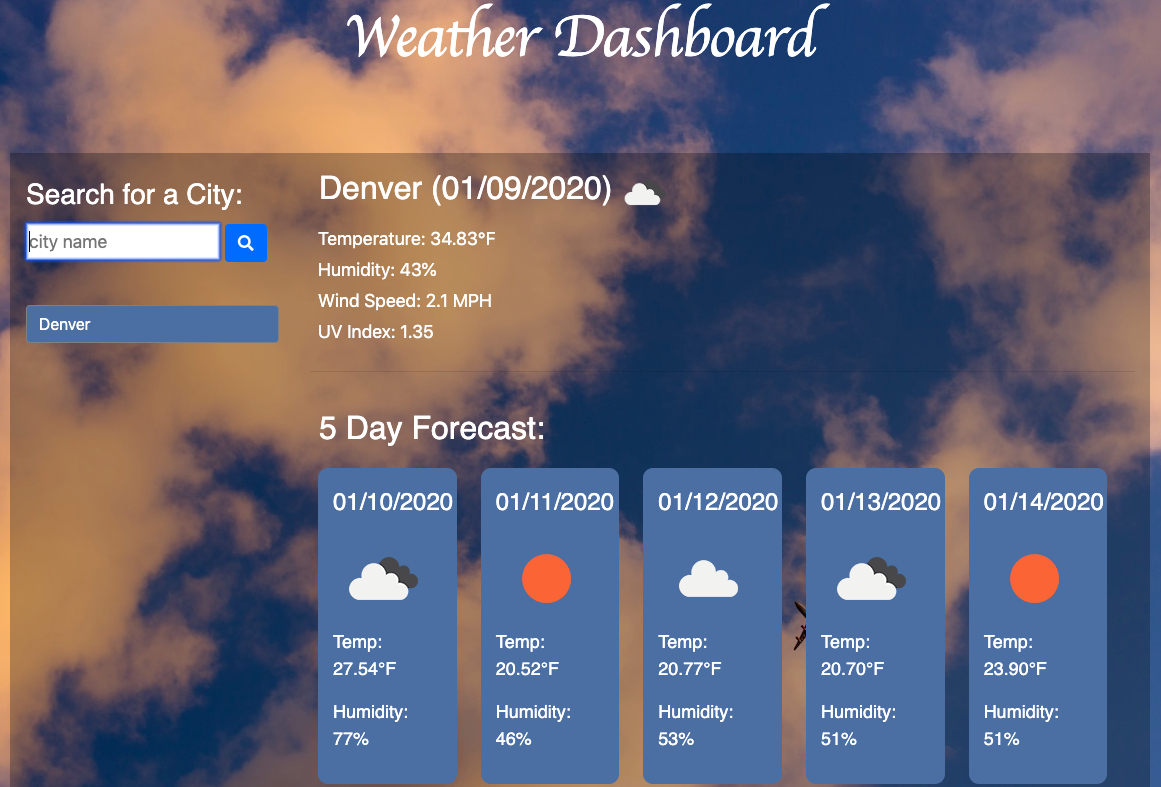 Weather Dashboard
Search for a City:
city name
Denver
Denver (01/09/2020)
Temperature: 34.83°F
Humidity: 43%
Wind Speed: 2.1 MPH
UV Index: 1.35
5 Day Forecast:
01/10/2020
Temp:
27.54°F
Humidity:
77%
01/11/2020
Temp:
20.52°F
Humidity:
46%
01/12/2020
Temp:
20.77°F
Humidity:
53%
01/13/2020
Temp:
20.70°F
Humidity:
51%
01/14/2020
Temp:
23.90°F
Humidity:
51%